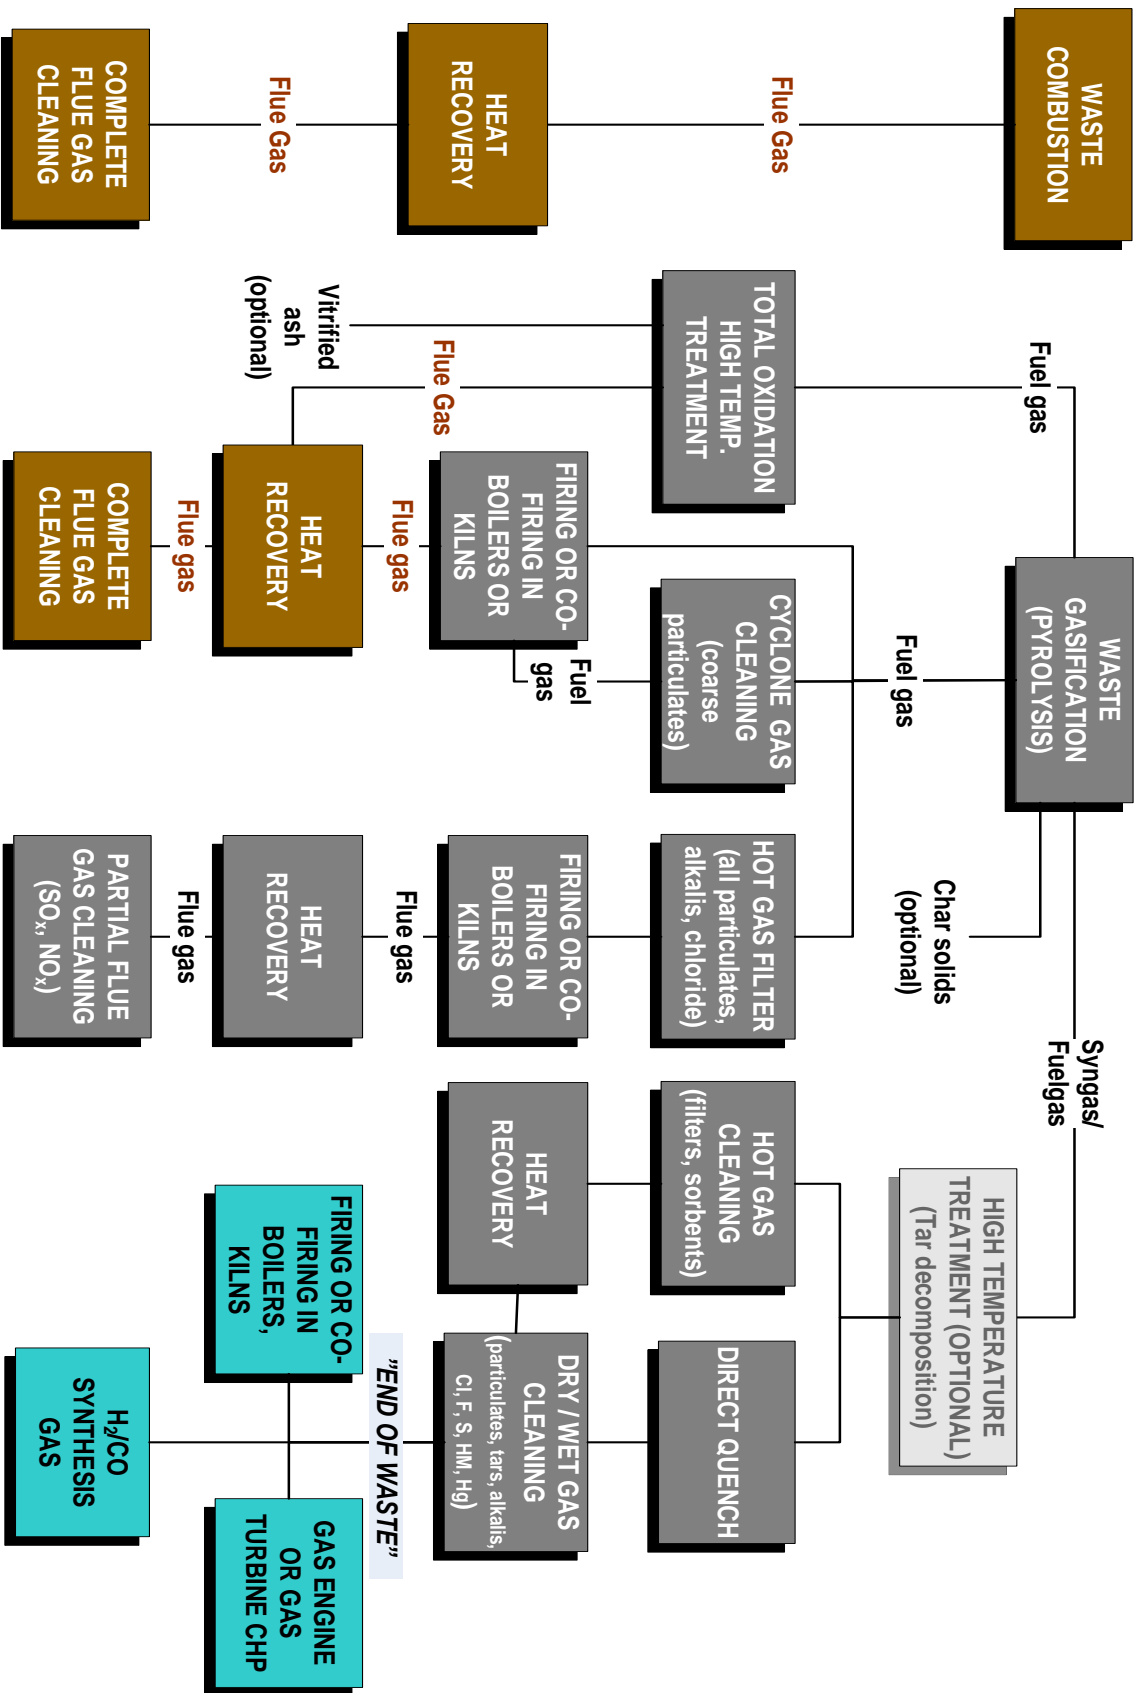 WASTE
COMBUSTION
Flue Gas
HEAT
RECOVERY
Flue Gas
COMPLETE
FLUE GAS
CLEANING
WASTE
GASIFICATION
(PYROLYSIS)
Fuel gas
TOTAL OXIDATION
HIGH TEMP.
TREATMENT
Vitrified
ash
(optional)
Flue Gas
Fuel gas
CYCLONE GAS
CLEANING
(coarse
particulates)
Fuel
gas
FIRING OR CO-
FIRING IN
BOILERS OR
KILNS
Flue gas
HEAT
RECOVERY
Flue gas
COMPLETE
FLUE GAS
CLEANING
Char solids
(optional)
HOT GAS FILTER
(all particulates,
alkalis, chloride)
FIRING OR CO-
FIRING IN
BOILERS OR
KILNS
Flue gas
HEAT
RECOVERY
Flue gas
PARTIAL FLUE
GAS CLEANING
(SOₓ, NOₓ)
Syngas/
Fuelgas
HIGH TEMPERATURE
TREATMENT (OPTIONAL)
(Tar decomposition)
HOT GAS
CLEANING
(filters, sorbents)
HEAT
RECOVERY
DIRECT QUENCH
DRY / WET GAS
CLEANING
(particulates, tars, alkalis,
Cl, F, S, HM, Hg)
”END OF WASTE”
FIRING OR CO-
FIRING IN
BOILERS,
KILNS
GAS ENGINE
OR GAS
TURBINE CHP
H₂/CO
SYNTHESIS
GAS